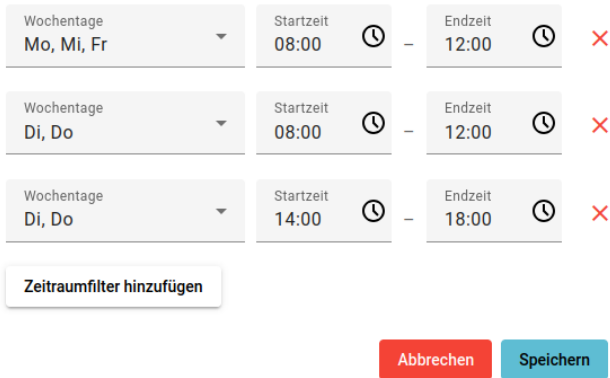 Wochentage Startzeit Endzeit
Mo, Mi, Fr 08:00 – 12:00
Wochentage Startzeit Endzeit
Di, Do 08:00 – 12:00
Wochentage Startzeit Endzeit
Di, Do 14:00 – 18:00
Zeitraumfilter hinzufügen
Abbrechen Speichern